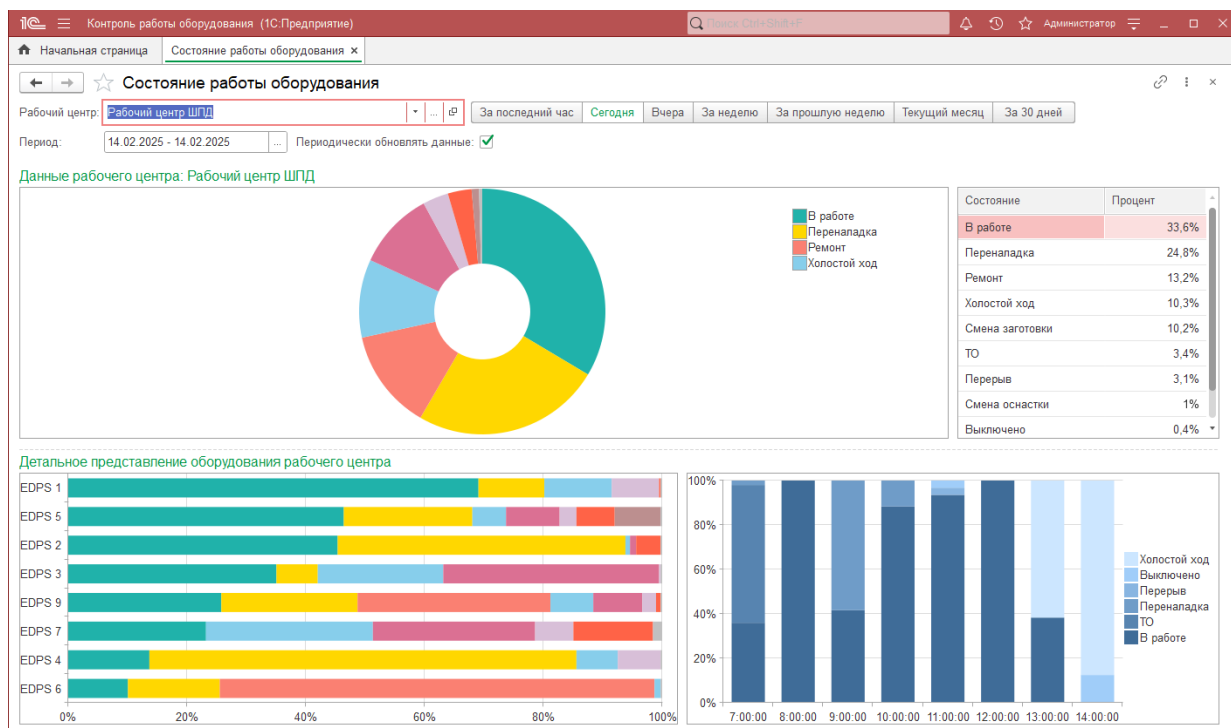 1С Контроль работы оборудования (1С:Предприятие) Поиск Ctrl+Shift+F Администратор
Начальная страница Состояние работы оборудования ×
Состояние работы оборудования
Рабочий центр: Рабочий центр ШПД ... За последний час Сегодня Вчера За неделю За прошлую неделю Текущий месяц За 30 дней
Период: 14.02.2025 - 14.02.2025 ... Периодически обновлять данные:
Данные рабочего центра: Рабочий центр ШПД
В работе
Переналадка
Ремонт
Холостой ход
Состояние Процент
В работе 33,6%
Переналадка 24,8%
Ремонт 13,2%
Холостой ход 10,3%
Смена заготовки 10,2%
ТО 3,4%
Перерыв 3,1%
Смена оснастки 1%
Выключено 0,4%
Детальное представление оборудования рабочего центра
EDPS 1
EDPS 5
EDPS 2
EDPS 3
EDPS 9
EDPS 7
EDPS 4
EDPS 6
0% 20% 40% 60% 80% 100%
100%
80%
60%
40%
20%
0%
7:00:00 8:00:00 9:00:00 10:00:00 11:00:00 12:00:00 13:00:00 14:00:00
Холостой ход
Выключено
Перерыв
Переналадка
ТО
В работе